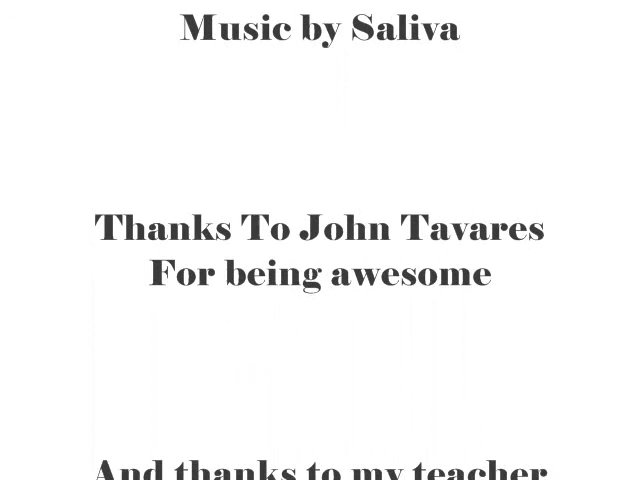 Music by Saliva
Thanks To John Tavares
For being awesome
And thanks to my teacher